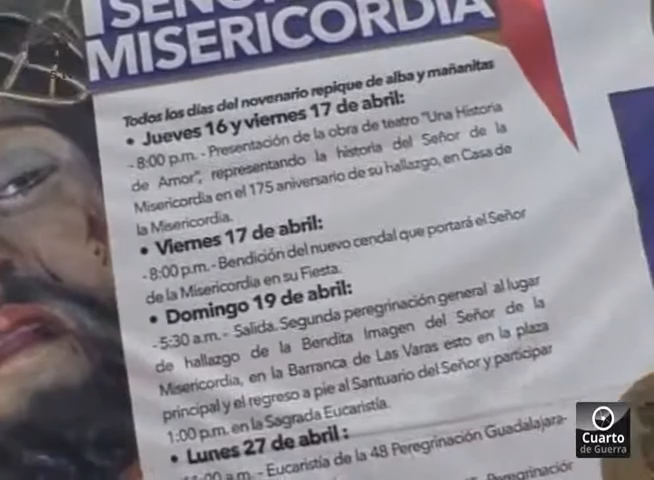 SEÑOR
MISERICORDIA
Todos los días del novenario repique de alba y mañanitas
• Jueves 16 y viernes 17 de abril:
- 8:00 p.m. - Presentación de la obra de teatro "Una Historia
de Amor", representando la historia del Señor de la
Misericordia en el 175 aniversario de su hallazgo, en Casa de
la Misericordia.
• Viernes 17 de abril:
- 8:00 p.m. - Bendición del nuevo cendal que portará el Señor
de la Misericordia en su Fiesta.
• Domingo 19 de abril:
- 5:30 a.m. - Salida. Segunda peregrinación general al lugar
de hallazgo de la Bendita Imagen del Señor de la
Misericordia, en la Barranca de Las Varas esto en la plaza
principal y el regreso a pie al Santuario del Señor y participar
1:00 p.m. en la Sagrada Eucaristía.
• Lunes 27 de abril :
- 11:00 a.m. - Eucaristía de la 48 Peregrinación Guadalajara-
Peregrinación
Cuarto
de Guerra